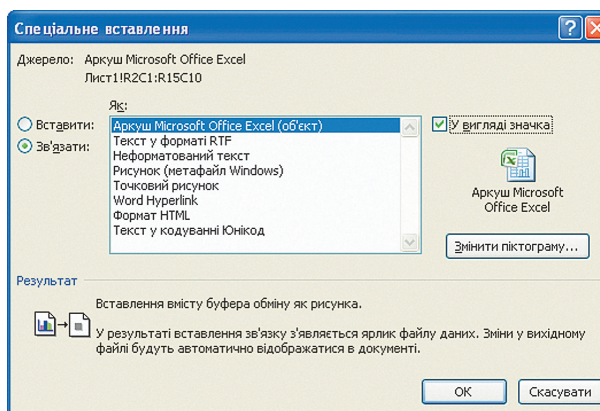 Спеціальне вставлення
Джерело: Аркуш Microsoft Office Excel
Лист1!R2C1:R15C10
Як:
Вставити:
Зв'язати:
Аркуш Microsoft Office Excel (об'єкт)
Текст у форматі RTF
Неформатований текст
Рисунок (метафайл Windows)
Точковий рисунок
Word Hyperlink
Формат HTML
Текст у кодуванні Юнікод
У вигляді значка
Аркуш Microsoft
Office Excel
Змінити піктограму...
Результат
Вставлення вмісту буфера обміну як рисунка.
У результаті вставлення зв'язку з'являється ярлик файлу даних. Зміни у вихідному
файлі будуть автоматично відображатися в документі.
ОК
Скасувати